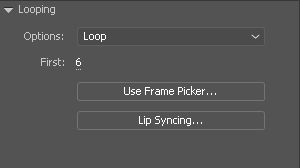 Looping
Options: Loop
First: 6
Use Frame Picker...
Lip Syncing...